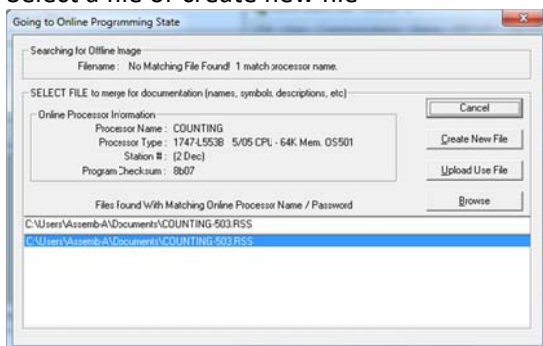 Select a file or create new file
Going to Online Programming State
Searching for Offline Image
Filename : No Matching File Found! 1 match processor name.
SELECT FILE to merge for documentation (names, symbols, descriptions, etc)
Online Processor Information
Processor Name : COUNTING
Processor Type : 1747-L553B 5/05 CPU - 64K Mem. OS501
Station # : (2 Dec)
Program Checksum : 8b07
Cancel
Create New File
Upload Use File
Browse
Files Found With Matching Online Processor Name / Password
C:\Users\Assemb-A\Documents\COUNTING-503.RSS
C:\Users\Assemb-A\Documents\COUNTING-503.RSS